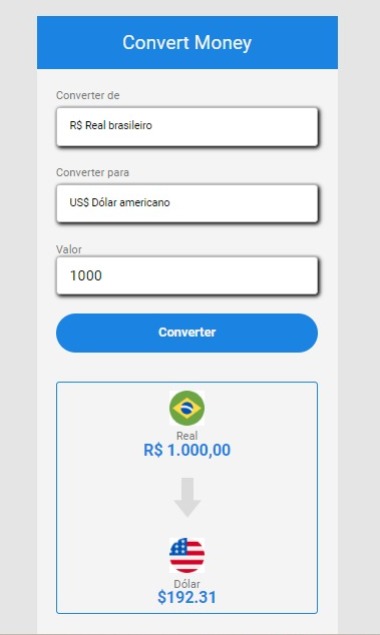 Convert Money
Converter de
R$ Real brasileiro
Converter para
US$ Dólar americano
Valor
1000
Converter
Real
R$ 1.000,00
Dólar
$192.31